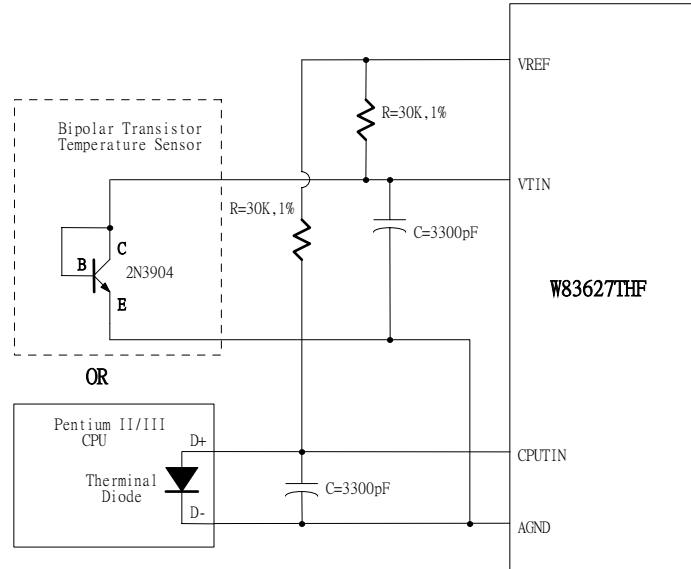 VREF
R=30K,1%
Bipolar Transistor
Temperature Sensor
VTIN
R=30K,1%
C=3300pF
C
B
2N3904
E
W83627THF
OR
Pentium II/III
CPU
D+
CPUTIN
Therminal
Diode
C=3300pF
D-
AGND